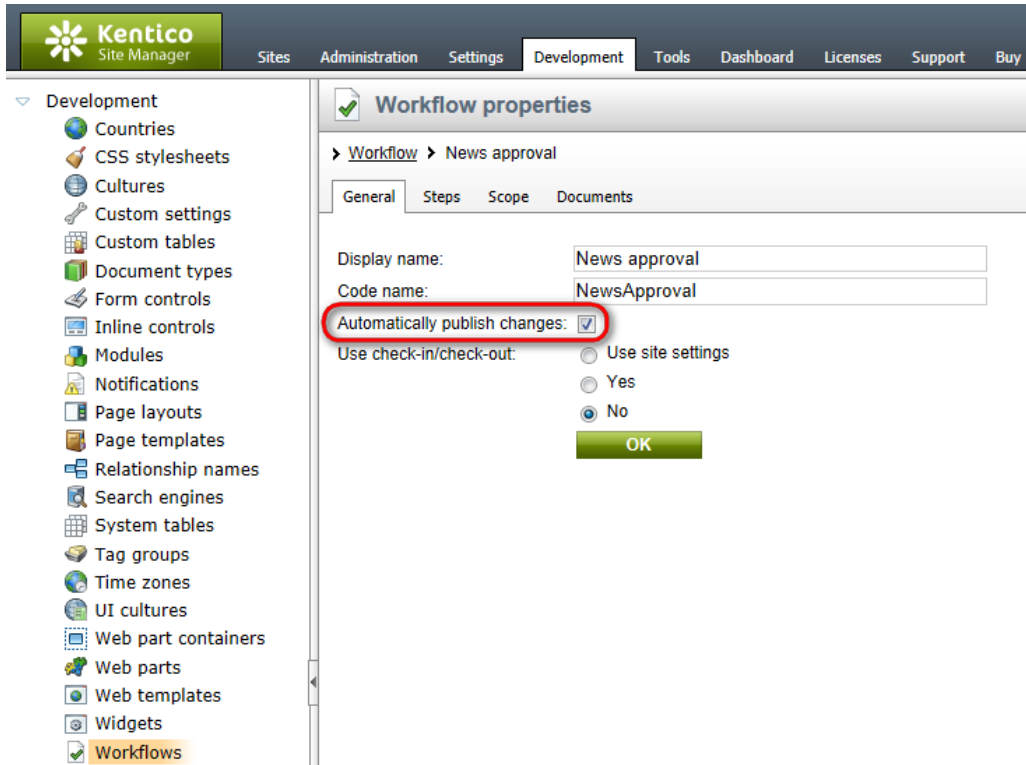 Kentico
Site Manager
Sites Administration Settings Development Tools Dashboard Licenses Support Buy
Development
Countries
CSS stylesheets
Cultures
Custom settings
Custom tables
Document types
Form controls
Inline controls
Modules
Notifications
Page layouts
Page templates
Relationship names
Search engines
System tables
Tag groups
Time zones
UI cultures
Web part containers
Web parts
Web templates
Widgets
Workflows
Workflow properties
Workflow News approval
General Steps Scope Documents
Display name: News approval
Code name: NewsApproval
Automatically publish changes:
Use check-in/check-out: Use site settings
Yes
No
OK